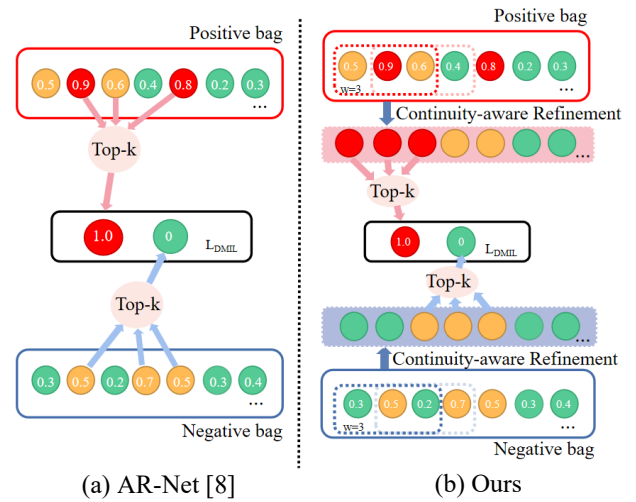 Positive bag
0.5 0.9 0.6 0.4 0.8 0.2 0.3
...
Top-k
1.0 0 L_DMIL
Top-k
0.3 0.5 0.2 0.7 0.5 0.3 0.4
...
Negative bag
(a) AR-Net [8]
Positive bag
0.5 0.9 0.6 0.4 0.8 0.2 0.3
w=3 ...
Continuity-aware Refinement
...
Top-k
1.0 0 L_DMIL
Top-k
...
Continuity-aware Refinement
0.3 0.5 0.2 0.7 0.5 0.3 0.4
w=3 ...
Negative bag
(b) Ours